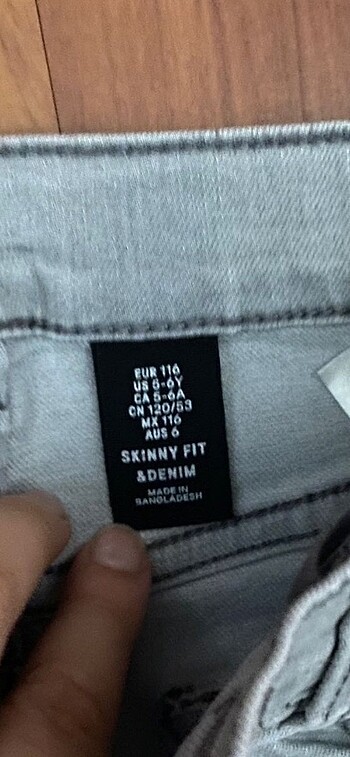 EUR 116
US 5-6Y
CA 5-6A
CN 120/53
MX 116
AUS 6
SKINNY FIT
&DENIM
MADE IN
BANGLADESH